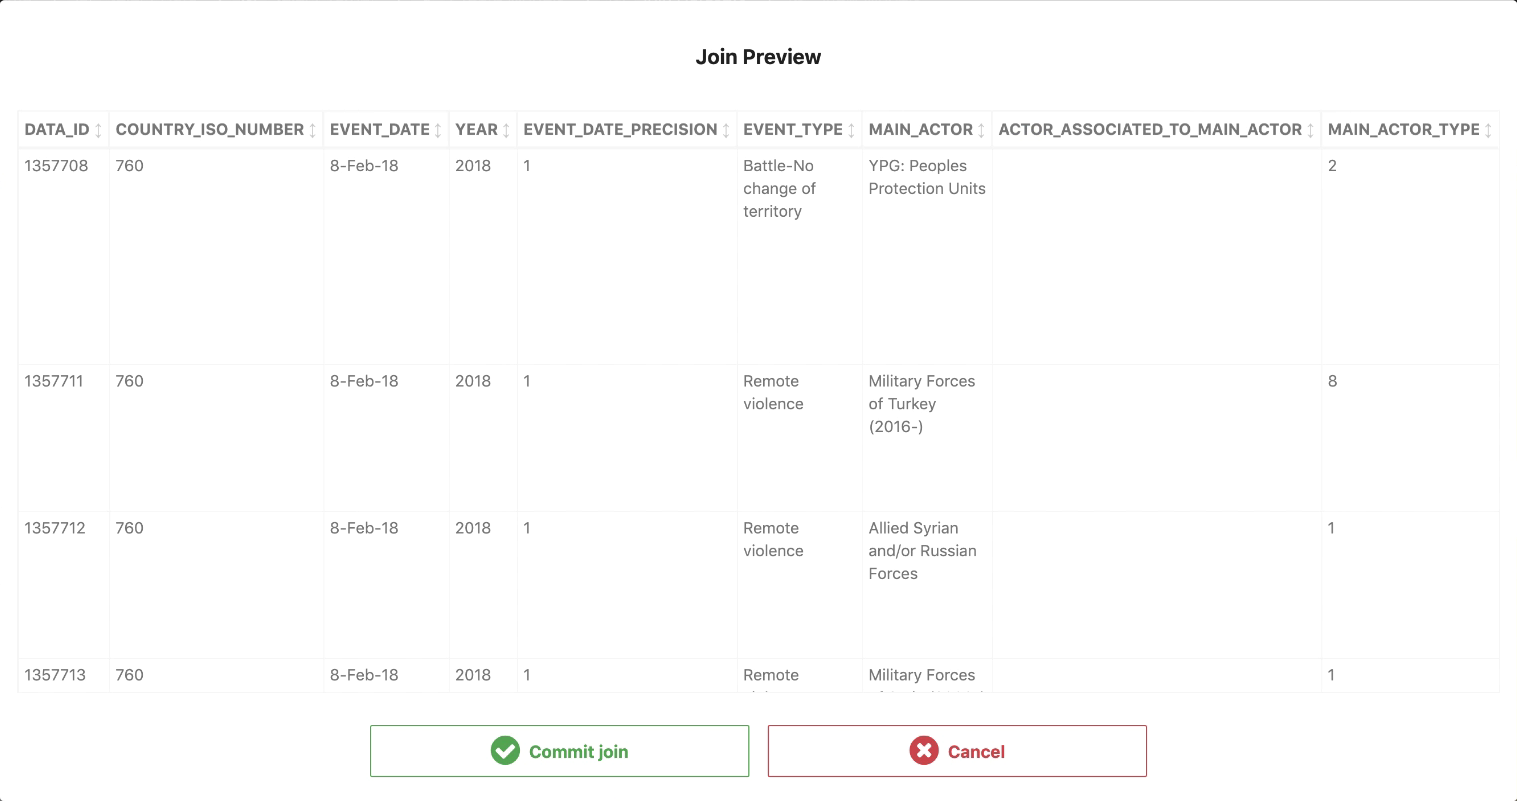 Join Preview
DATA_ID COUNTRY_ISO_NUMBER EVENT_DATE YEAR EVENT_DATE_PRECISION EVENT_TYPE MAIN_ACTOR ACTOR_ASSOCIATED_TO_MAIN_ACTOR MAIN_ACTOR_TYPE
1357708 760 8-Feb-18 2018 1 Battle-No YPG: Peoples 2
change of Protection Units
territory
1357711 760 8-Feb-18 2018 1 Remote Military Forces 8
violence of Turkey
(2016-)
1357712 760 8-Feb-18 2018 1 Remote Allied Syrian 1
violence and/or Russian
Forces
1357713 760 8-Feb-18 2018 1 Remote Military Forces 1
Commit join Cancel